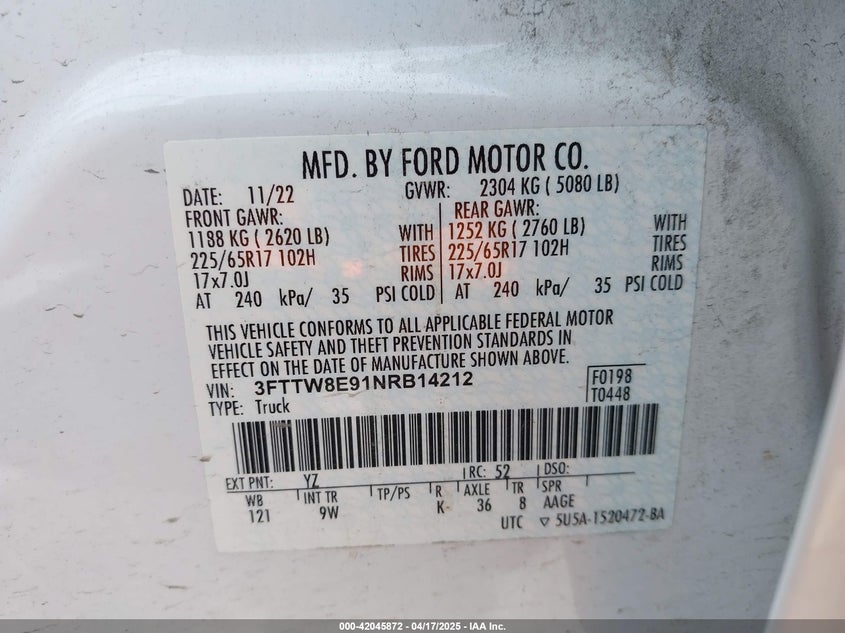 MFD. BY FORD MOTOR CO.
DATE: 11/22 GVWR: 2304 KG ( 5080 LB)
FRONT GAWR: REAR GAWR:
1188 KG ( 2620 LB) WITH 1252 KG ( 2760 LB) WITH
225/65R17 102H TIRES 225/65R17 102H TIRES
17x7.0J RIMS 17x7.0J RIMS
AT 240 kPa/ 35 PSI COLD AT 240 kPa/ 35 PSI COLD
THIS VEHICLE CONFORMS TO ALL APPLICABLE FEDERAL MOTOR
VEHICLE SAFETY AND THEFT PREVENTION STANDARDS IN
EFFECT ON THE DATE OF MANUFACTURE SHOWN ABOVE.
VIN: 3FTTW8E91NRB14212 F0198
TYPE: Truck T0448
EXT PNT: YZ RC: 52 DSO:
WB INT TR TP/PS R AXLE TR SPR
121 9W K- 36 8 AAGE
UTC ▽ 5U5A-1520472-BA
000-42045872 / 04/17/2025 - IAA Inc.